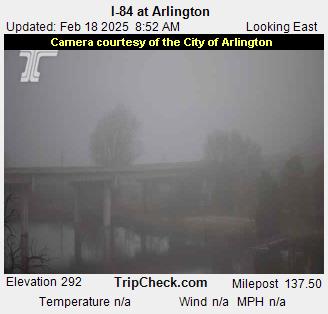 I-84 at Arlington
Updated: Feb 18 2025 8:52 AM Looking East
Camera courtesy of the City of Arlington
Elevation 292 TripCheck.com Milepost 137.50
Temperature n/a Wind n/a MPH n/a